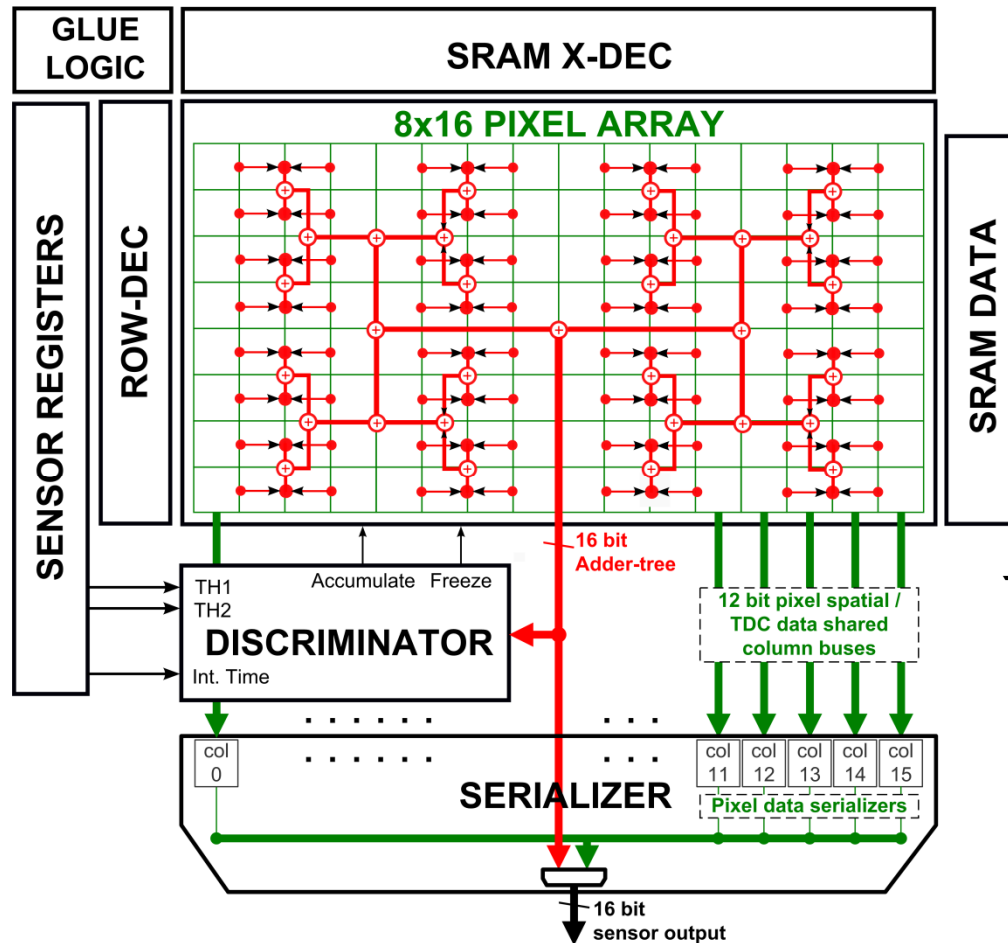 GLUE
LOGIC
SRAM X-DEC
SENSOR REGISTERS
ROW-DEC
8x16 PIXEL ARRAY
SRAM DATA
16 bit
Adder-tree
Accumulate
Freeze
TH1
TH2
DISCRIMINATOR
Int. Time
12 bit pixel spatial /
TDC data shared
column buses
col
0
col
11
col
12
col
13
col
14
col
15
SERIALIZER
Pixel data serializers
16 bit
sensor output